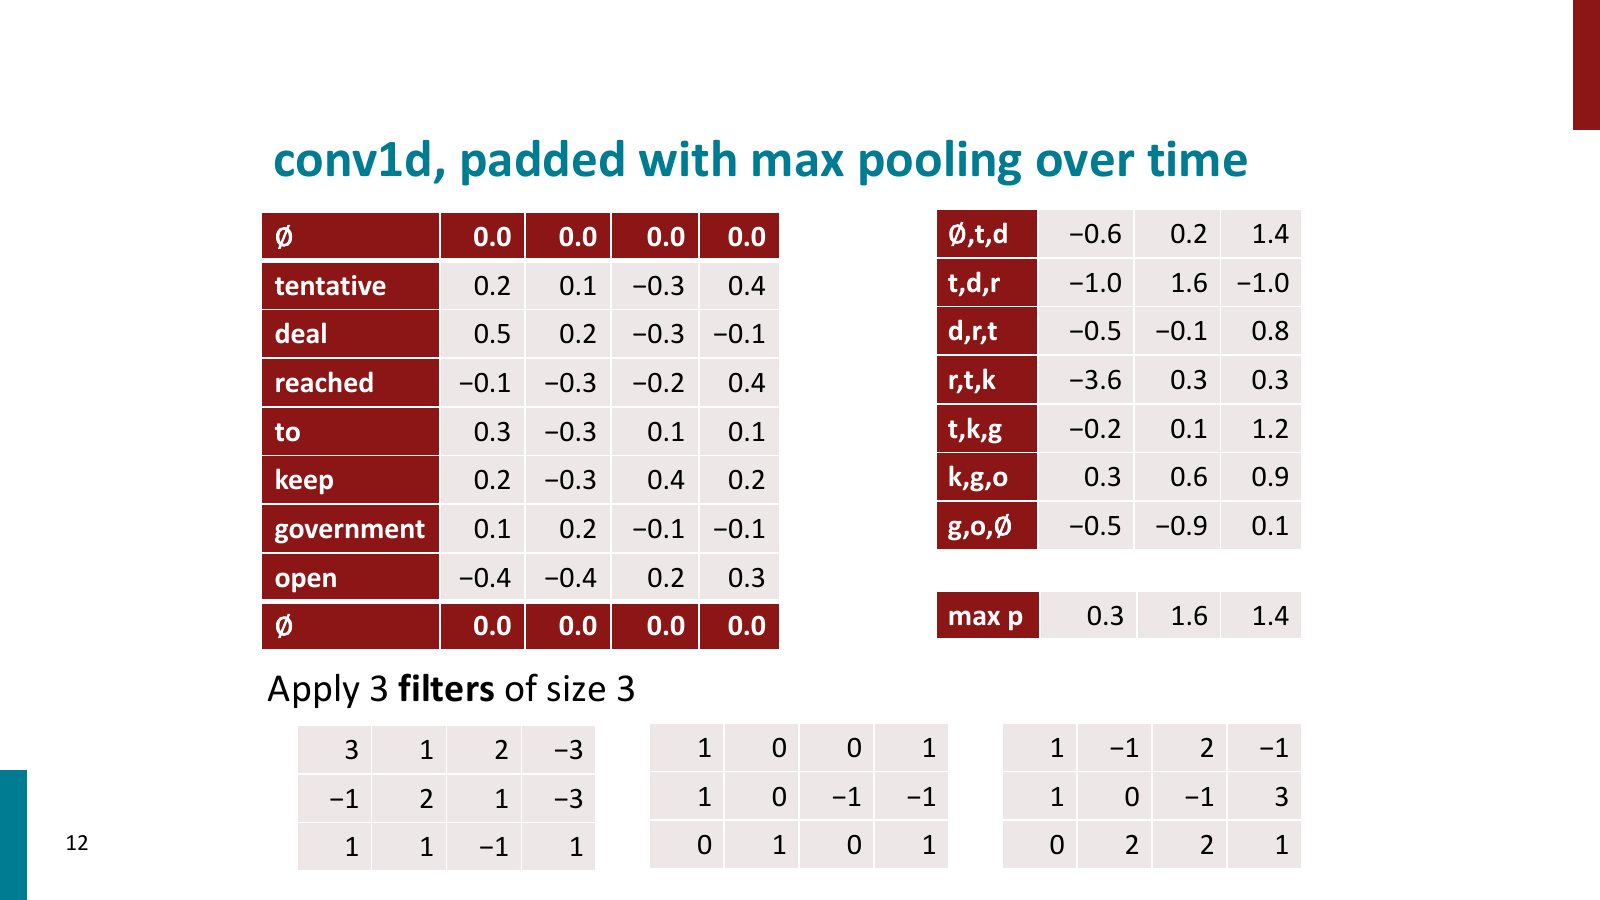 conv1d, padded with max pooling over time
Ø 0.0 0.0 0.0 0.0
tentative 0.2 0.1 −0.3 0.4
deal 0.5 0.2 −0.3 −0.1
reached −0.1 −0.3 −0.2 0.4
to 0.3 −0.3 0.1 0.1
keep 0.2 −0.3 0.4 0.2
government 0.1 0.2 −0.1 −0.1
open −0.4 −0.4 0.2 0.3
Ø 0.0 0.0 0.0 0.0
Ø,t,d −0.6 0.2 1.4
t,d,r −1.0 1.6 −1.0
d,r,t −0.5 −0.1 0.8
r,t,k −3.6 0.3 0.3
t,k,g −0.2 0.1 1.2
k,g,o 0.3 0.6 0.9
g,o,Ø −0.5 −0.9 0.1
max p 0.3 1.6 1.4
Apply 3 filters of size 3
3 1 2 −3
−1 2 1 −3
1 1 −1 1
1 0 0 1
1 0 −1 −1
0 1 0 1
1 −1 2 −1
1 0 −1 3
0 2 2 1
12